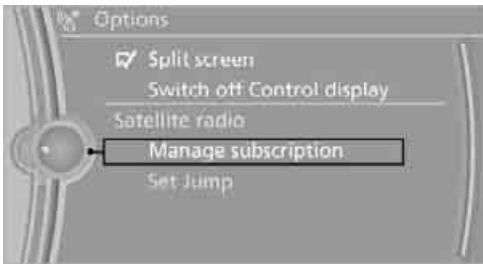 Options
Split screen
Switch off Control display
Satellite radio
Manage subscription
Set Jump